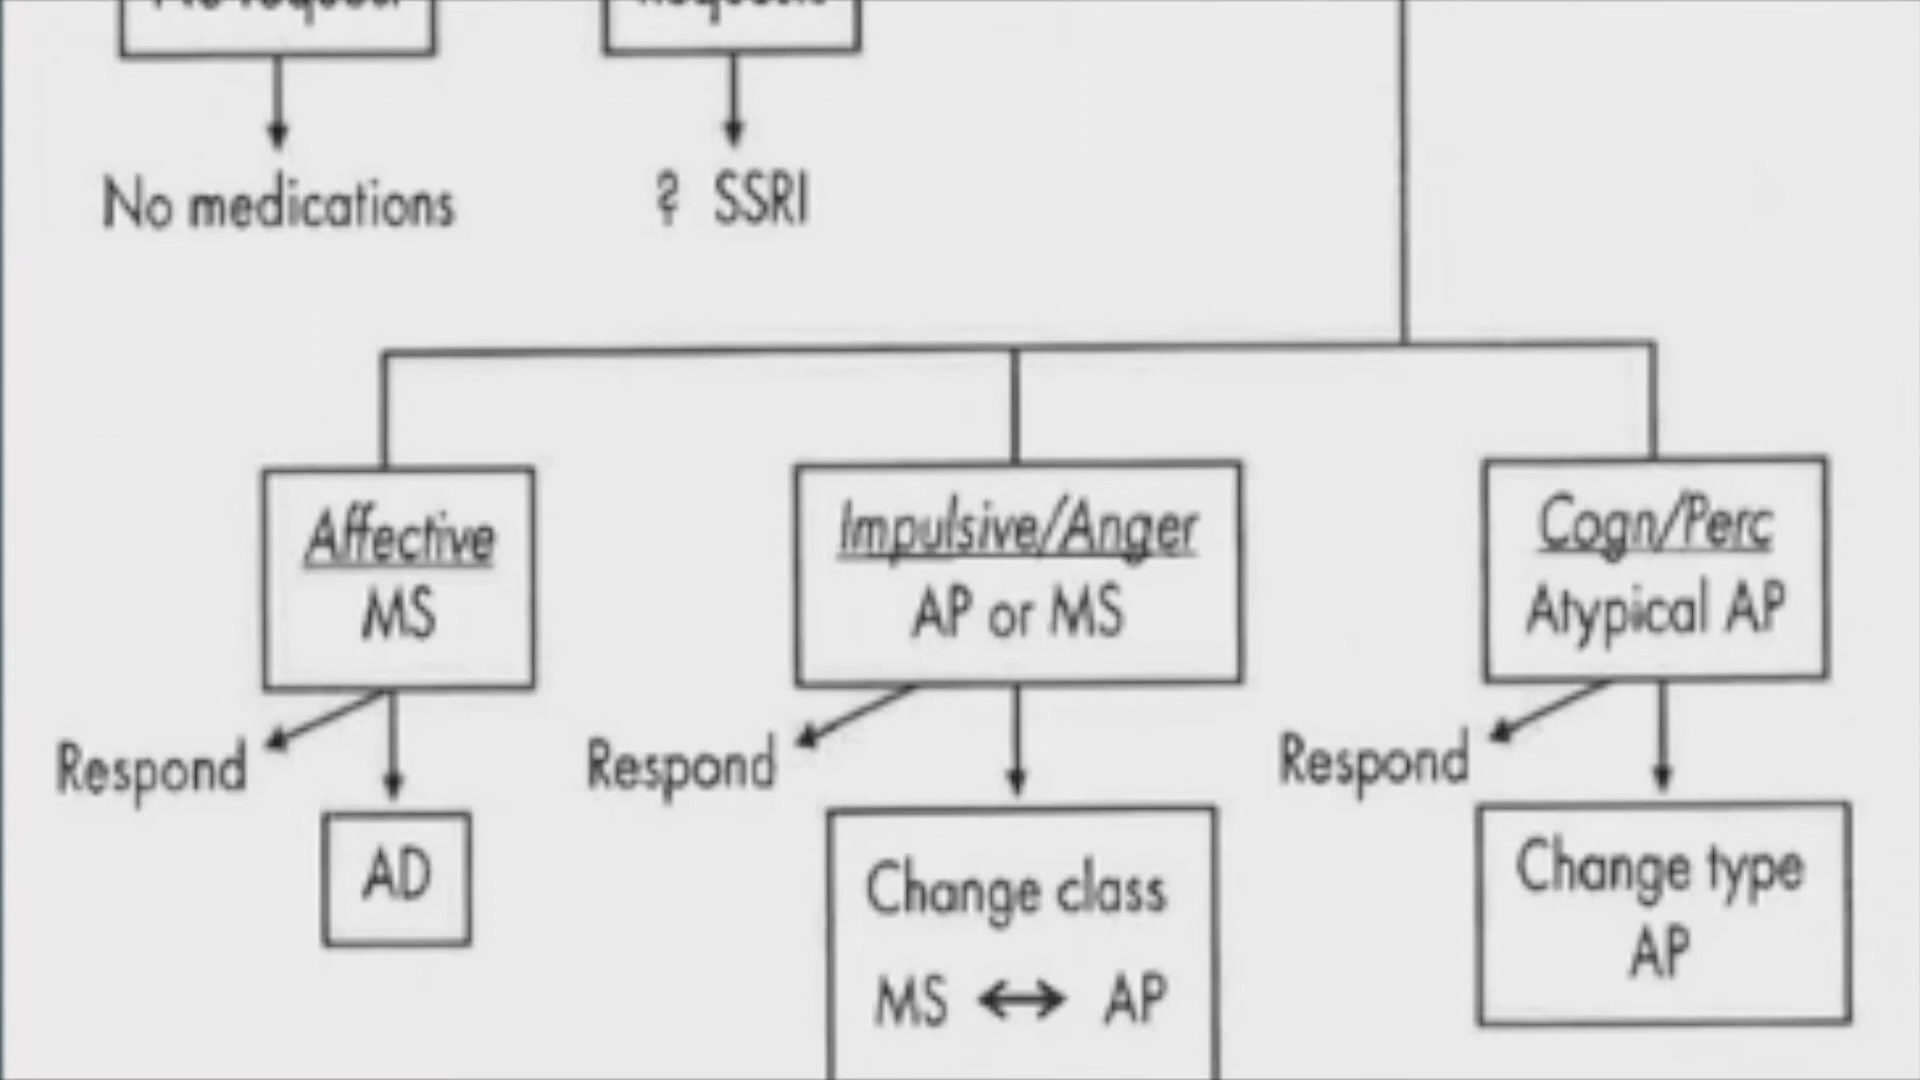 No medications
? SSRI
Affective
MS
Impulsive/Anger
AP or MS
Cogn/Perc
Atypical AP
Respond
Respond
Respond
AD
Change class
MS ↔ AP
Change type
AP